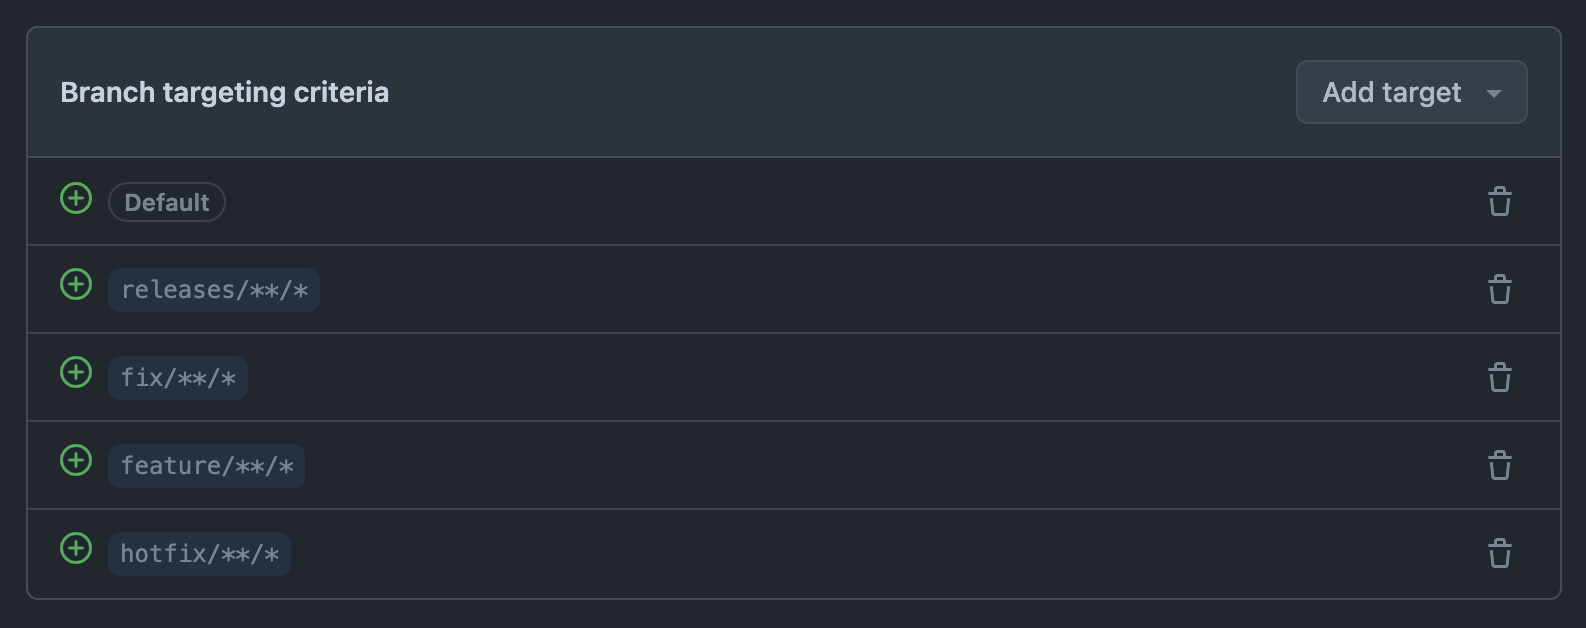 Branch targeting criteria
Add target
Default
releases/**/*
fix/**/*
feature/**/*
hotfix/**/*